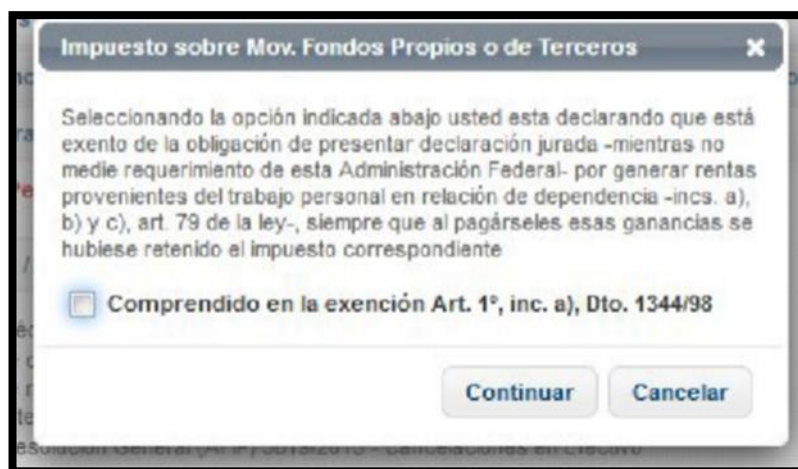 Impuesto sobre Mov. Fondos Propios o de Terceros
Seleccionando la opción indicada abajo usted esta declarando que está
exento de la obligación de presentar declaración jurada -mientras no
medie requerimiento de esta Administración Federal- por generar rentas
provenientes del trabajo personal en relación de dependencia -incs. a),
b) y c), art. 79 de la ley-, siempre que al pagárseles esas ganancias se
hubiese retenido el impuesto correspondiente
Comprendido en la exención Art. 1°, inc. a), Dto. 1344/98
Continuar Cancelar